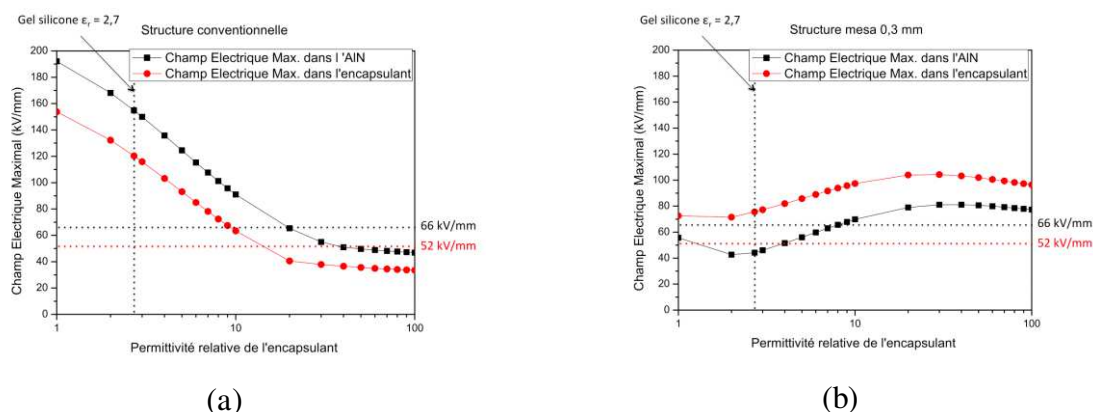 Gel silicone εr = 2,7
Structure conventionnelle
Champ Electrique Max. dans l 'AlN
Champ Electrique Max. dans l'encapsulant
200
180
160
140
120
100
80
60
40
20
0
Champ Electrique Maximal (kV/mm)
66 kV/mm
52 kV/mm
1
10
100
Permittivité relative de l'encapsulant
(a)
Gel silicone εr = 2,7
Structure mesa 0,3 mm
Champ Electrique Max. dans l'AlN
Champ Electrique Max. dans l'encapsulant
200
180
160
140
120
100
80
60
40
20
0
Champ Electrique Maximal (kV/mm)
66 kV/mm
52 kV/mm
1
10
100
Permittivité relative de l'encapsulant
(b)